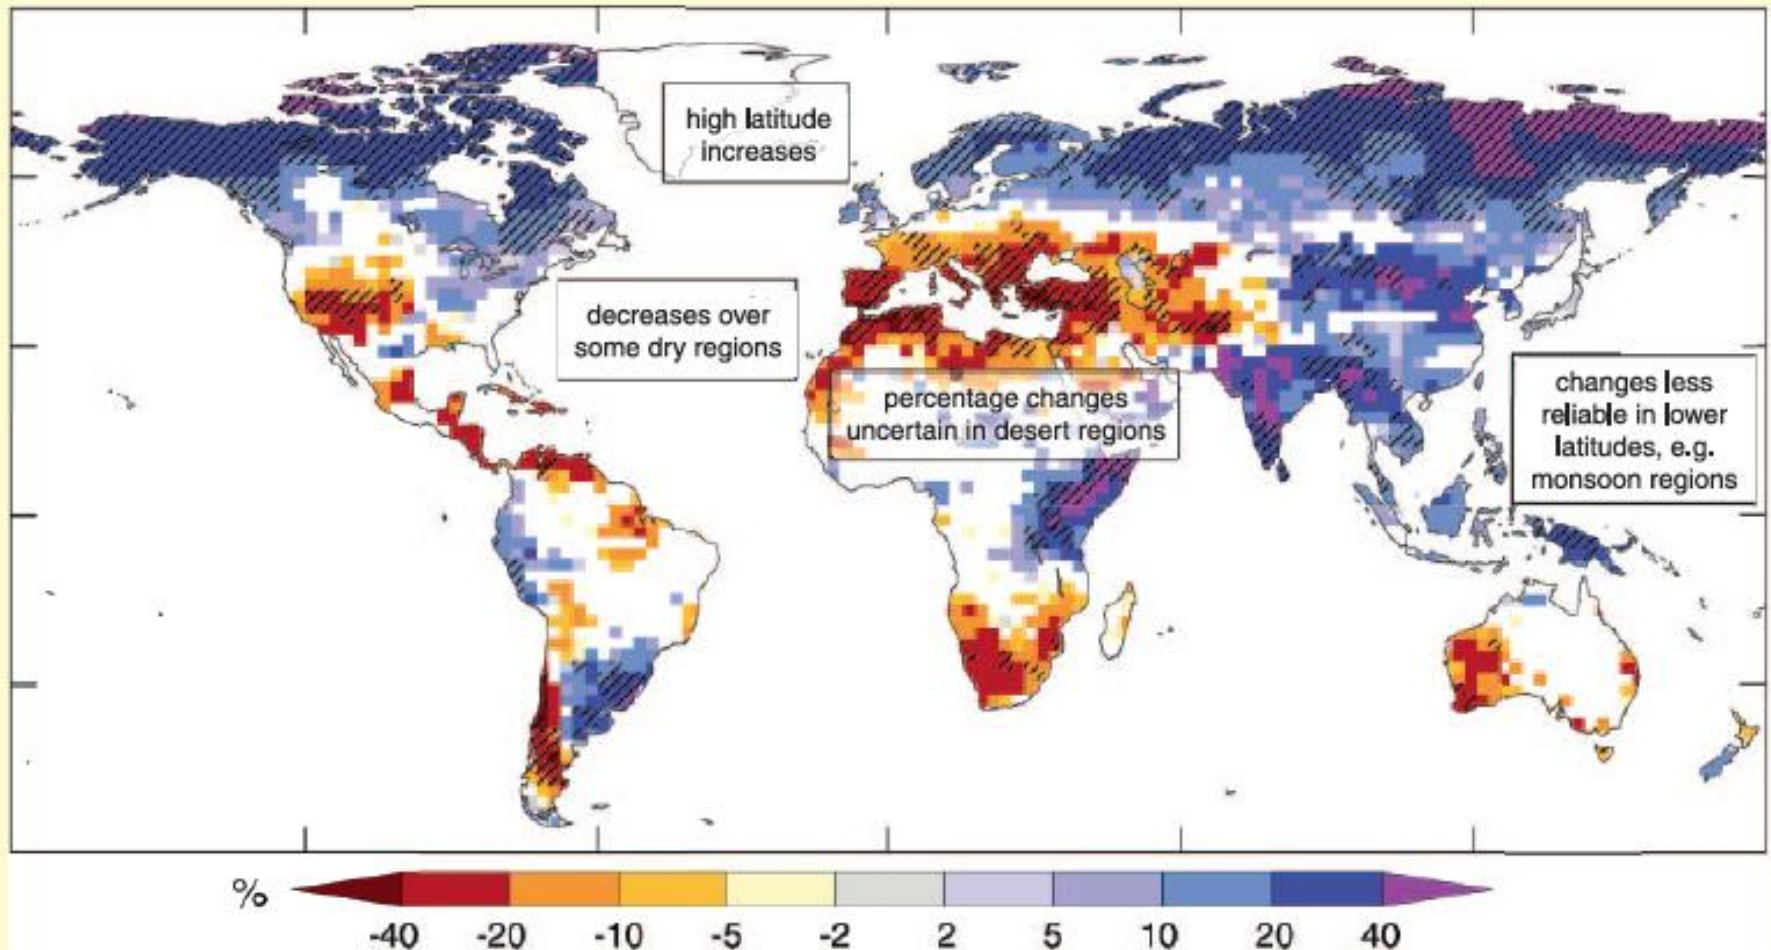 high latitude
increases
decreases over
some dry regions
percentage changes
uncertain in desert regions
changes less
reliable in lower
latitudes, e.g.
monsoon regions
%
-40 -20 -10 -5 -2 2 5 10 20 40